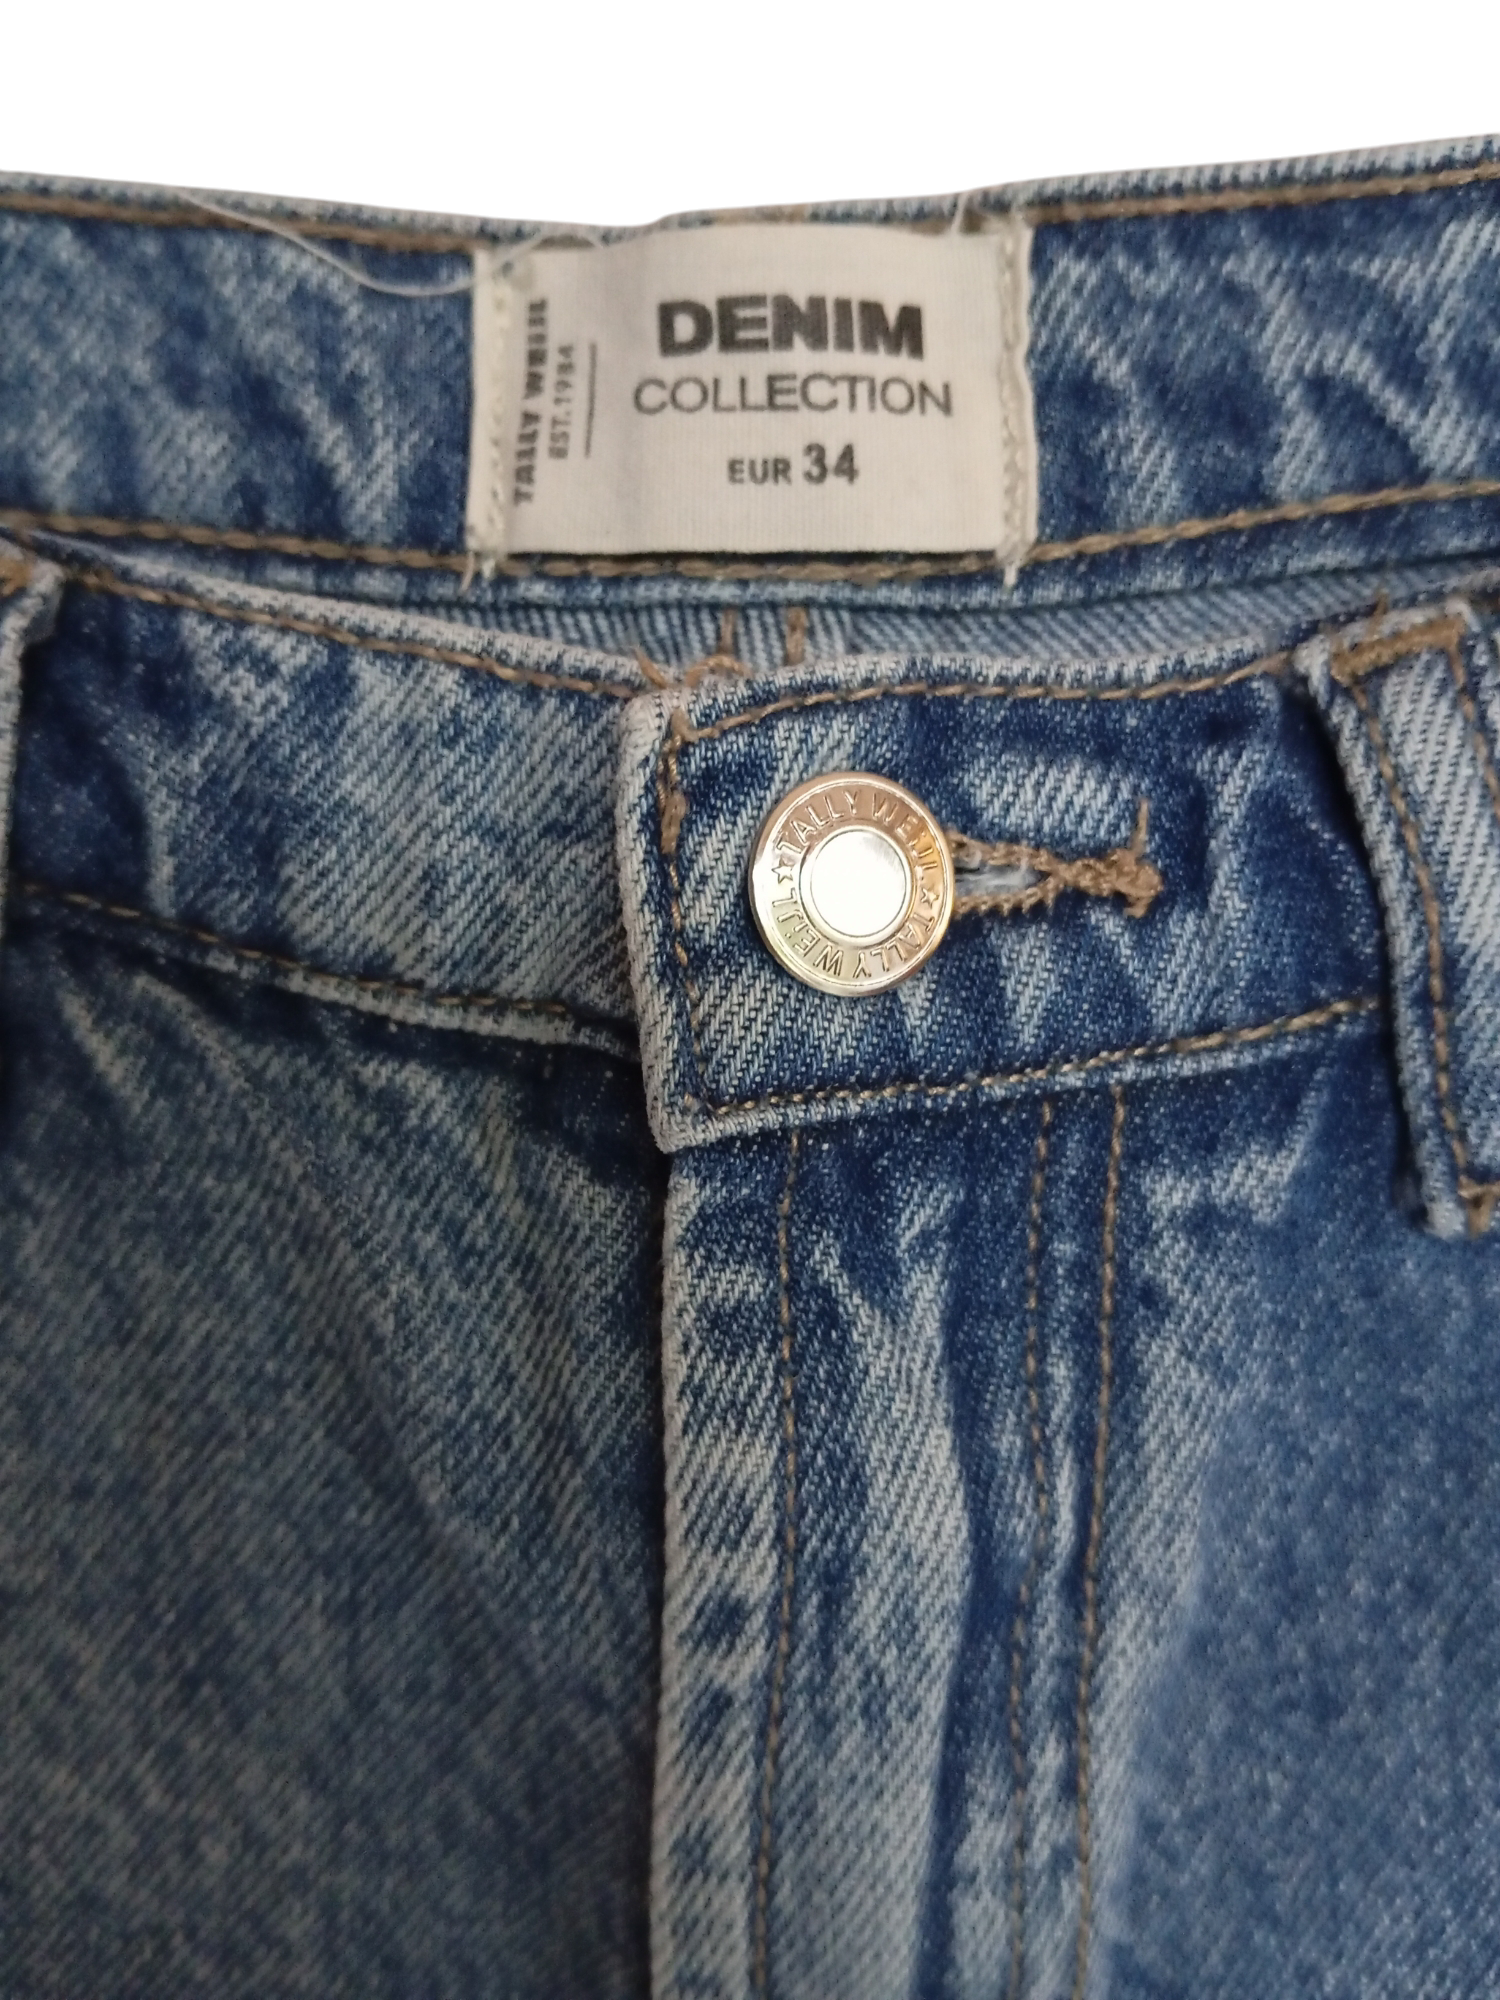 TALLY WEIJL
EST.1984
DENIM
COLLECTION
EUR 34
TALLY WEIJL ★ TALLY WEIJL ★